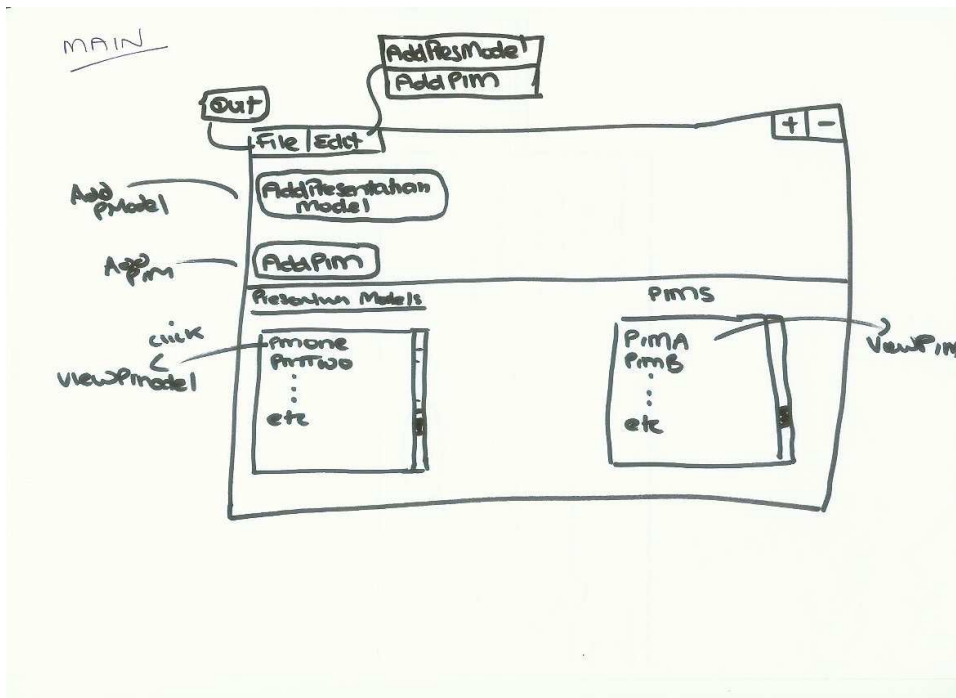 MAIN
AddPresModel
AddPIM
File Edit
+ -
AddPresentation
Model
Add
PModel
AddPim
Add
Pim
PIMS
Presentation Models
click
PMONE
ViewPmodel
PMTWO
etc
PIMA
PIMB
etc
ViewPIM